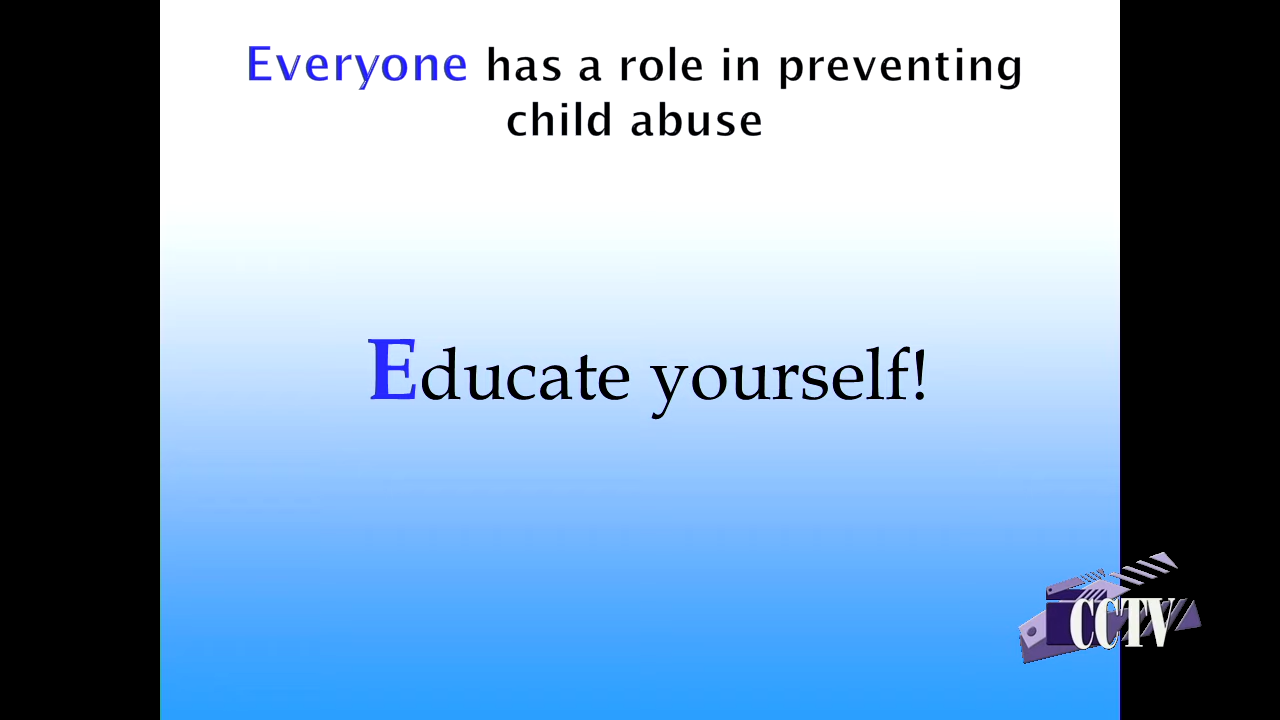 Everyone has a role in preventing
child abuse
Educate yourself!
CCTV